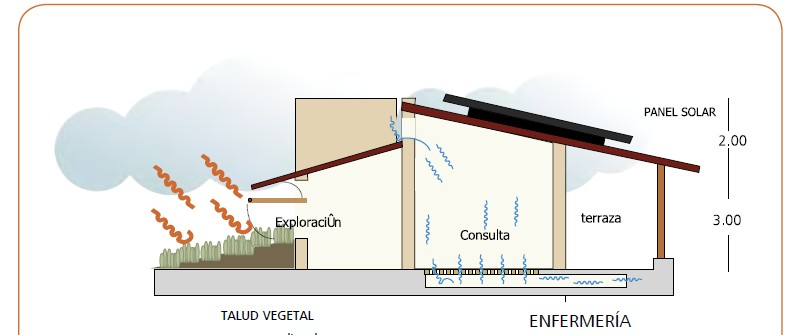 PANEL SOLAR
2.00
ExploraciÛn
terraza
3.00
Consulta
TALUD VEGETAL
ENFERMERÍA